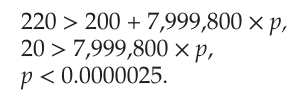 220 > 200 + 7,999,800 × p,
20 > 7,999,800 × p,
p < 0.0000025.